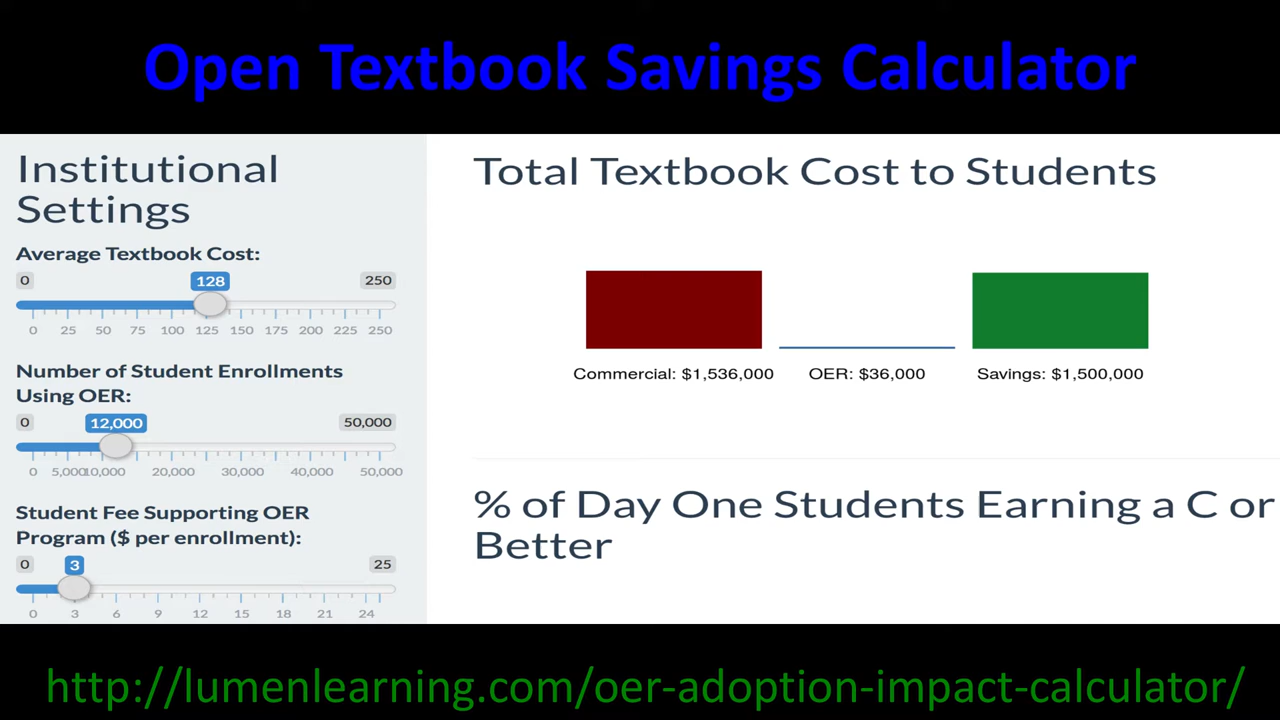 Open Textbook Savings Calculator
Institutional
Settings
Average Textbook Cost:
0 128 250
0 25 50 75 100 125 150 175 200 225 250
Number of Student Enrollments
Using OER:
0 12,000 50,000
0 5,000 10,000 20,000 30,000 40,000 50,000
Student Fee Supporting OER
Program ($ per enrollment):
0 3 25
0 3 6 9 12 15 18 21 24
Total Textbook Cost to Students
Commercial: $1,536,000 OER: $36,000 Savings: $1,500,000
% of Day One Students Earning a C or
Better
http://lumenlearning.com/oer-adoption-impact-calculator/